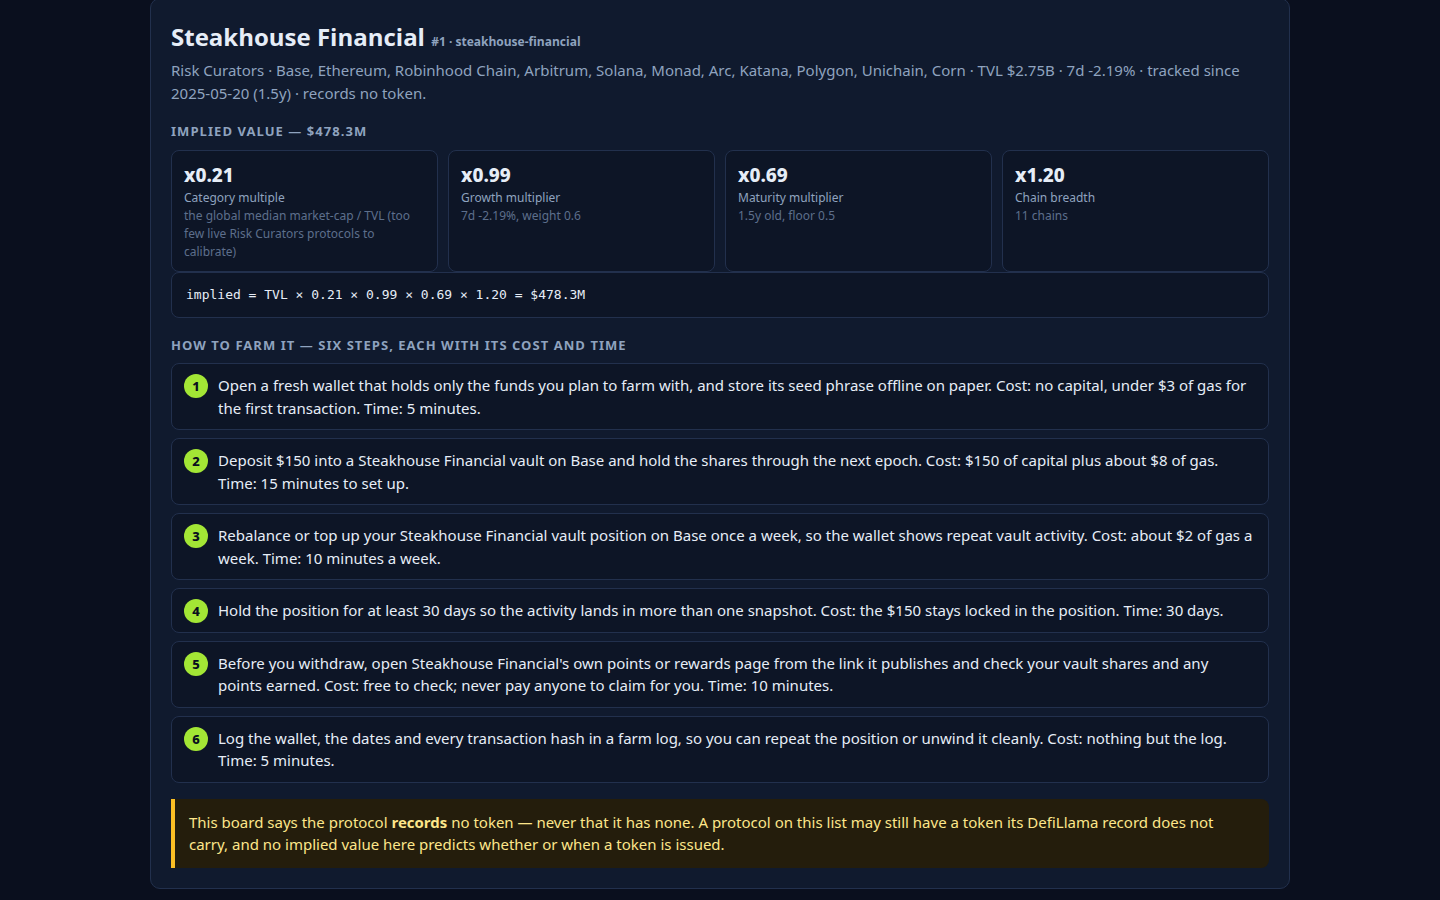 Steakhouse Financial #1 · steakhouse-financial
Risk Curators · Base, Ethereum, Robinhood Chain, Arbitrum, Solana, Monad, Arc, Katana, Polygon, Unichain, Corn · TVL $2.75B · 7d -2.19% · tracked since
2025-05-20 (1.5y) · records no token.
IMPLIED VALUE — $478.3M
x0.21
Category multiple
the global median market-cap / TVL (too
few live Risk Curators protocols to
calibrate)
x0.99
Growth multiplier
7d -2.19%, weight 0.6
x0.69
Maturity multiplier
1.5y old, floor 0.5
x1.20
Chain breadth
11 chains
implied = TVL × 0.21 × 0.99 × 0.69 × 1.20 = $478.3M
HOW TO FARM IT — SIX STEPS, EACH WITH ITS COST AND TIME
1 Open a fresh wallet that holds only the funds you plan to farm with, and store its seed phrase offline on paper. Cost: no capital, under $3 of gas for
the first transaction. Time: 5 minutes.
2 Deposit $150 into a Steakhouse Financial vault on Base and hold the shares through the next epoch. Cost: $150 of capital plus about $8 of gas.
Time: 15 minutes to set up.
3 Rebalance or top up your Steakhouse Financial vault position on Base once a week, so the wallet shows repeat vault activity. Cost: about $2 of gas a
week. Time: 10 minutes a week.
4 Hold the position for at least 30 days so the activity lands in more than one snapshot. Cost: the $150 stays locked in the position. Time: 30 days.
5 Before you withdraw, open Steakhouse Financial's own points or rewards page from the link it publishes and check your vault shares and any
points earned. Cost: free to check; never pay anyone to claim for you. Time: 10 minutes.
6 Log the wallet, the dates and every transaction hash in a farm log, so you can repeat the position or unwind it cleanly. Cost: nothing but the log.
Time: 5 minutes.
This board says the protocol records no token — never that it has none. A protocol on this list may still have a token its DefiLlama record does not
carry, and no implied value here predicts whether or when a token is issued.